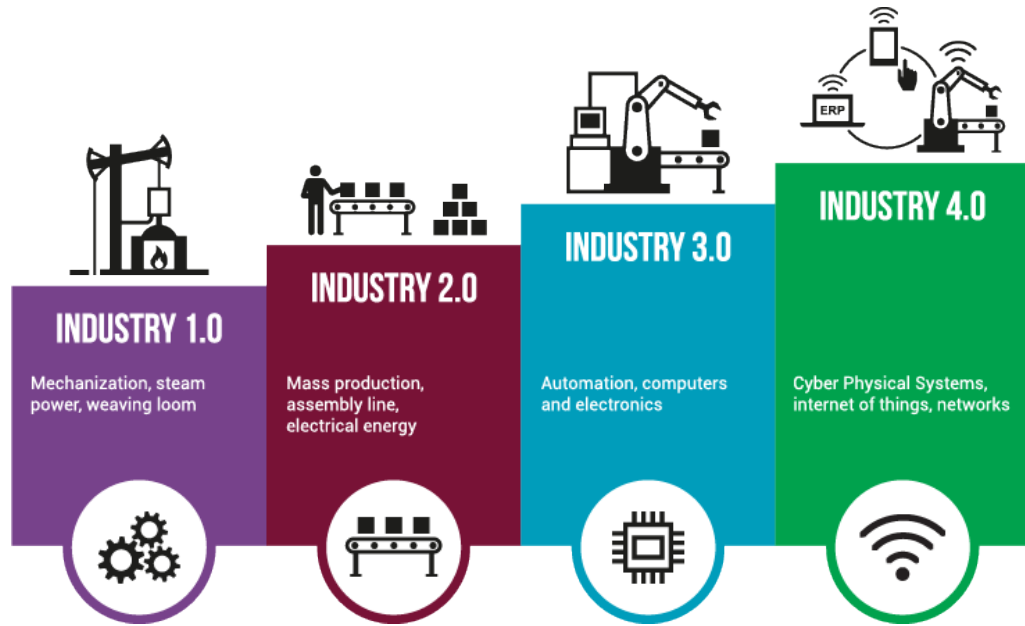 INDUSTRY 1.0
Mechanization, steam
power, weaving loom
INDUSTRY 2.0
Mass production,
assembly line,
electrical energy
INDUSTRY 3.0
Automation, computers
and electronics
ERP
INDUSTRY 4.0
Cyber Physical Systems,
internet of things, networks